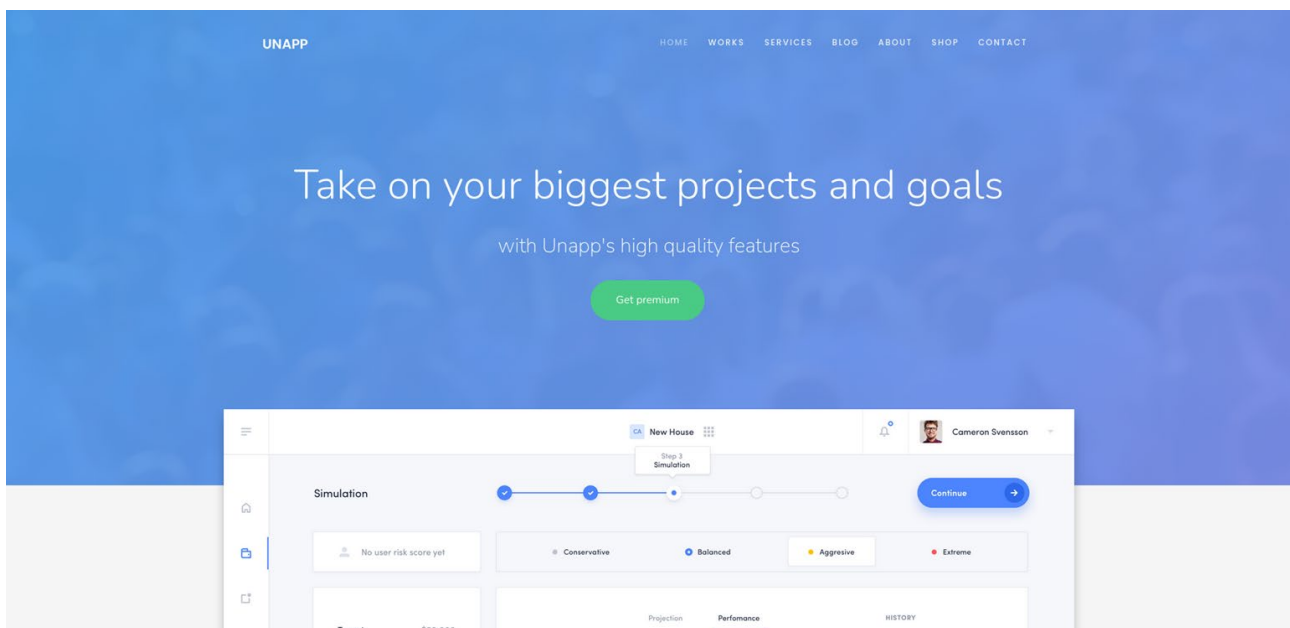 UNAPP
HOME WORKS SERVICES BLOG ABOUT SHOP CONTACT
Take on your biggest projects and goals
with Unapp's high quality features
Get premium
CA New House
Cameron Svensson
Step 3
Simulation
Simulation
Continue
No user risk score yet
Conservative Balanced Aggresive Extreme
Projection Perfomance HISTORY